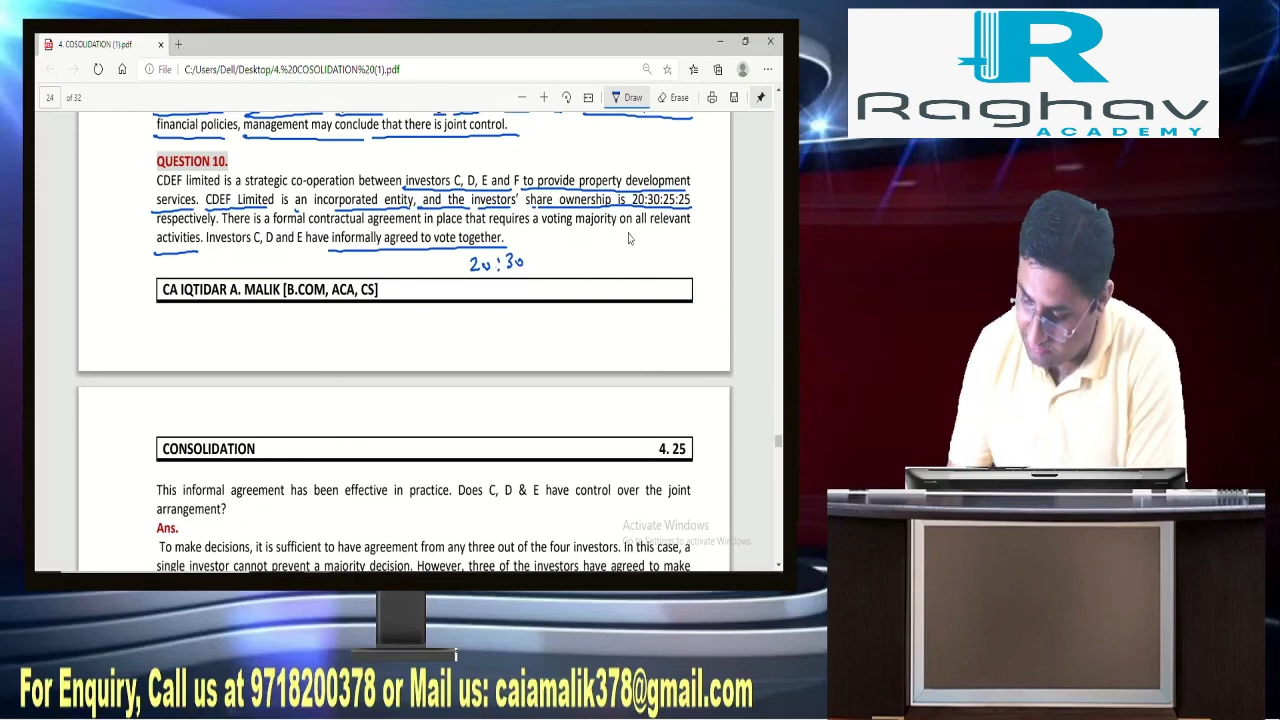 4. COSOLIDATION (1).pdf
File C:/Users/Dell/Desktop/4.%20COSOLIDATION%20(1).pdf
24 of 32 Draw Erase
financial policies, management may conclude that there is joint control.
QUESTION 10.
CDEF limited is a strategic co-operation between investors C, D, E and F to provide property development
services. CDEF Limited is an incorporated entity, and the investors' share ownership is 20:30:25:25
respectively. There is a formal contractual agreement in place that requires a voting majority on all relevant
activities. Investors C, D and E have informally agreed to vote together.
20:30
CA IQTIDAR A. MALIK [B.COM, ACA, CS]
CONSOLIDATION 4. 25
This informal agreement has been effective in practice. Does C, D & E have control over the joint
arrangement?
Ans.
To make decisions, it is sufficient to have agreement from any three out of the four investors. In this case, a
single investor cannot prevent a majority decision. However, three of the investors have agreed to make
Activate Windows
Go to Settings to activate Windows.
R
Raghav
ACADEMY
For Enquiry, Call us at 9718200378 or Mail us: caiamalik378@gmail.com